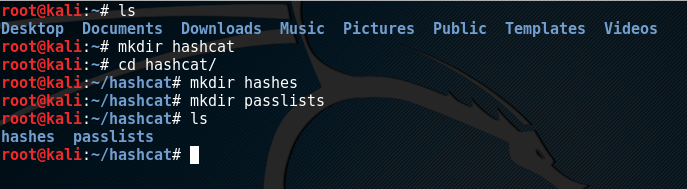 root@kali:~# ls
Desktop  Documents  Downloads  Music  Pictures  Public  Templates  Videos
root@kali:~# mkdir hashcat
root@kali:~# cd hashcat/
root@kali:~/hashcat# mkdir hashes
root@kali:~/hashcat# mkdir passlists
root@kali:~/hashcat# ls
hashes  passlists
root@kali:~/hashcat#